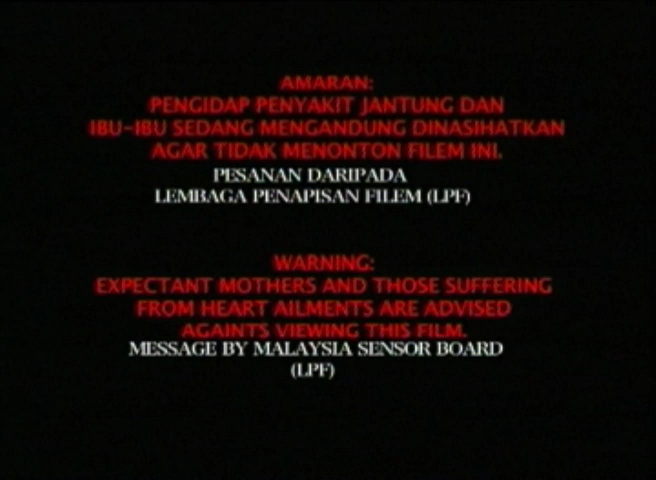 AMARAN:
PENGIDAP PENYAKIT JANTUNG DAN
IBU-IBU SEDANG MENGANDUNG DINASIHATKAN
AGAR TIDAK MENONTON FILEM INI.
PESANAN DARIPADA
LEMBAGA PENAPISAN FILEM (LPF)
WARNING:
EXPECTANT MOTHERS AND THOSE SUFFERING
FROM HEART AILMENTS ARE ADVISED
AGAINTS VIEWING THIS FILM.
MESSAGE BY MALAYSIA SENSOR BOARD
(LPF)